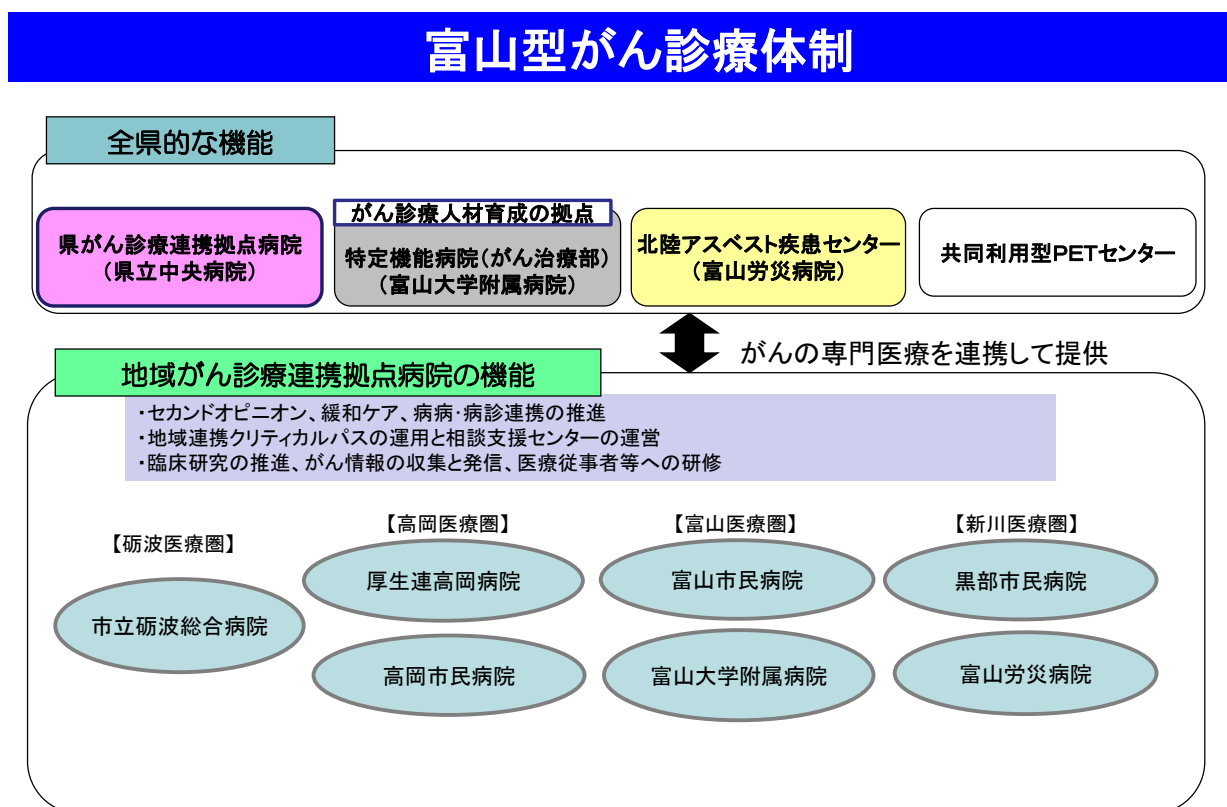 富山型がん診療体制
全県的な機能
県がん診療連携拠点病院
（県立中央病院）
がん診療人材育成の拠点
特定機能病院（がん治療部）
（富山大学附属病院）
北陸アスベスト疾患センター
（富山労災病院）
共同利用型PETセンター
がんの専門医療を連携して提供
地域がん診療連携拠点病院の機能
・セカンドオピニオン、緩和ケア、病病・病診連携の推進
・地域連携クリティカルパスの運用と相談支援センターの運営
・臨床研究の推進、がん情報の収集と発信、医療従事者等への研修
【砺波医療圏】
市立砺波総合病院
【高岡医療圏】
厚生連高岡病院
高岡市民病院
【富山医療圏】
富山市民病院
富山大学附属病院
【新川医療圏】
黒部市民病院
富山労災病院